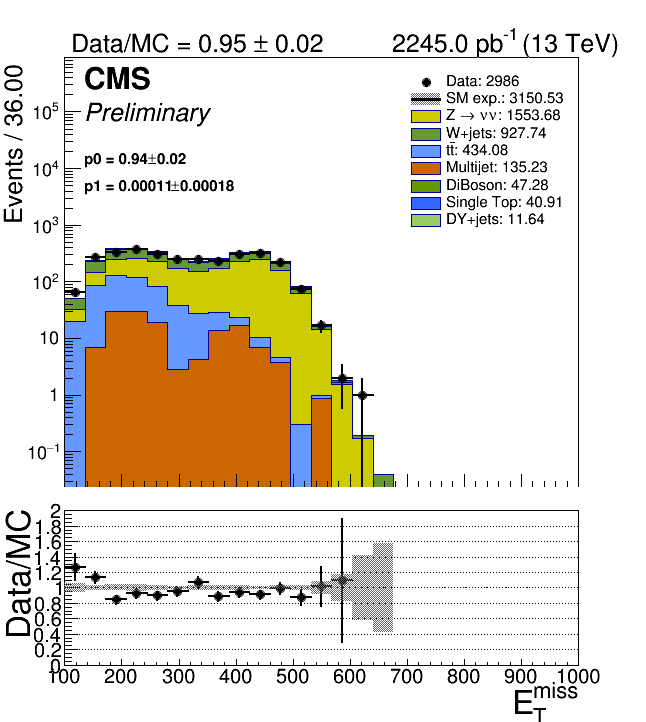 Data/MC = 0.95 ± 0.02 2245.0 pb⁻¹ (13 TeV)
CMS
Preliminary
p0 = 0.94±0.02
p1 = 0.00011±0.00018
Data: 2986
SM exp.: 3150.53
Z → νν: 1553.68
W+jets: 927.74
tt̄: 434.08
Multijet: 135.23
DiBoson: 47.28
Single Top: 40.91
DY+jets: 11.64
Events / 36.00
10⁵
10⁴
10³
10²
10
1
10⁻¹
Data/MC
2
1.8
1.6
1.4
1.2
1
0.8
0.6
0.4
0.2
0
100 200 300 400 500 600 700 800 900 1000
E_T^miss